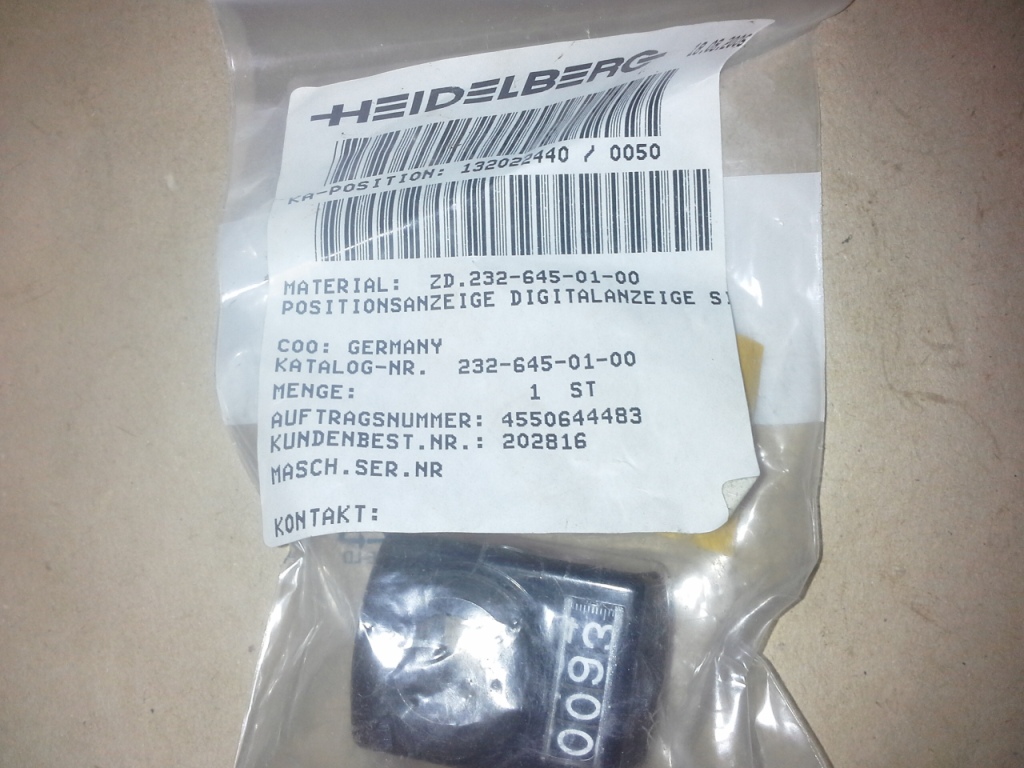 HEIDELBERG
KA-POSITION: 132022440 / 0050
MATERIAL: ZD.232-645-01-00
POSITIONSANZEIGE DIGITALANZEIGE
COO: GERMANY
KATALOG-NR. 232-645-01-00
MENGE: 1 ST
AUFTRAGSNUMMER: 4550644483
KUNDENBEST.NR.: 202816
MASCH.SER.NR
KONTAKT:
0093